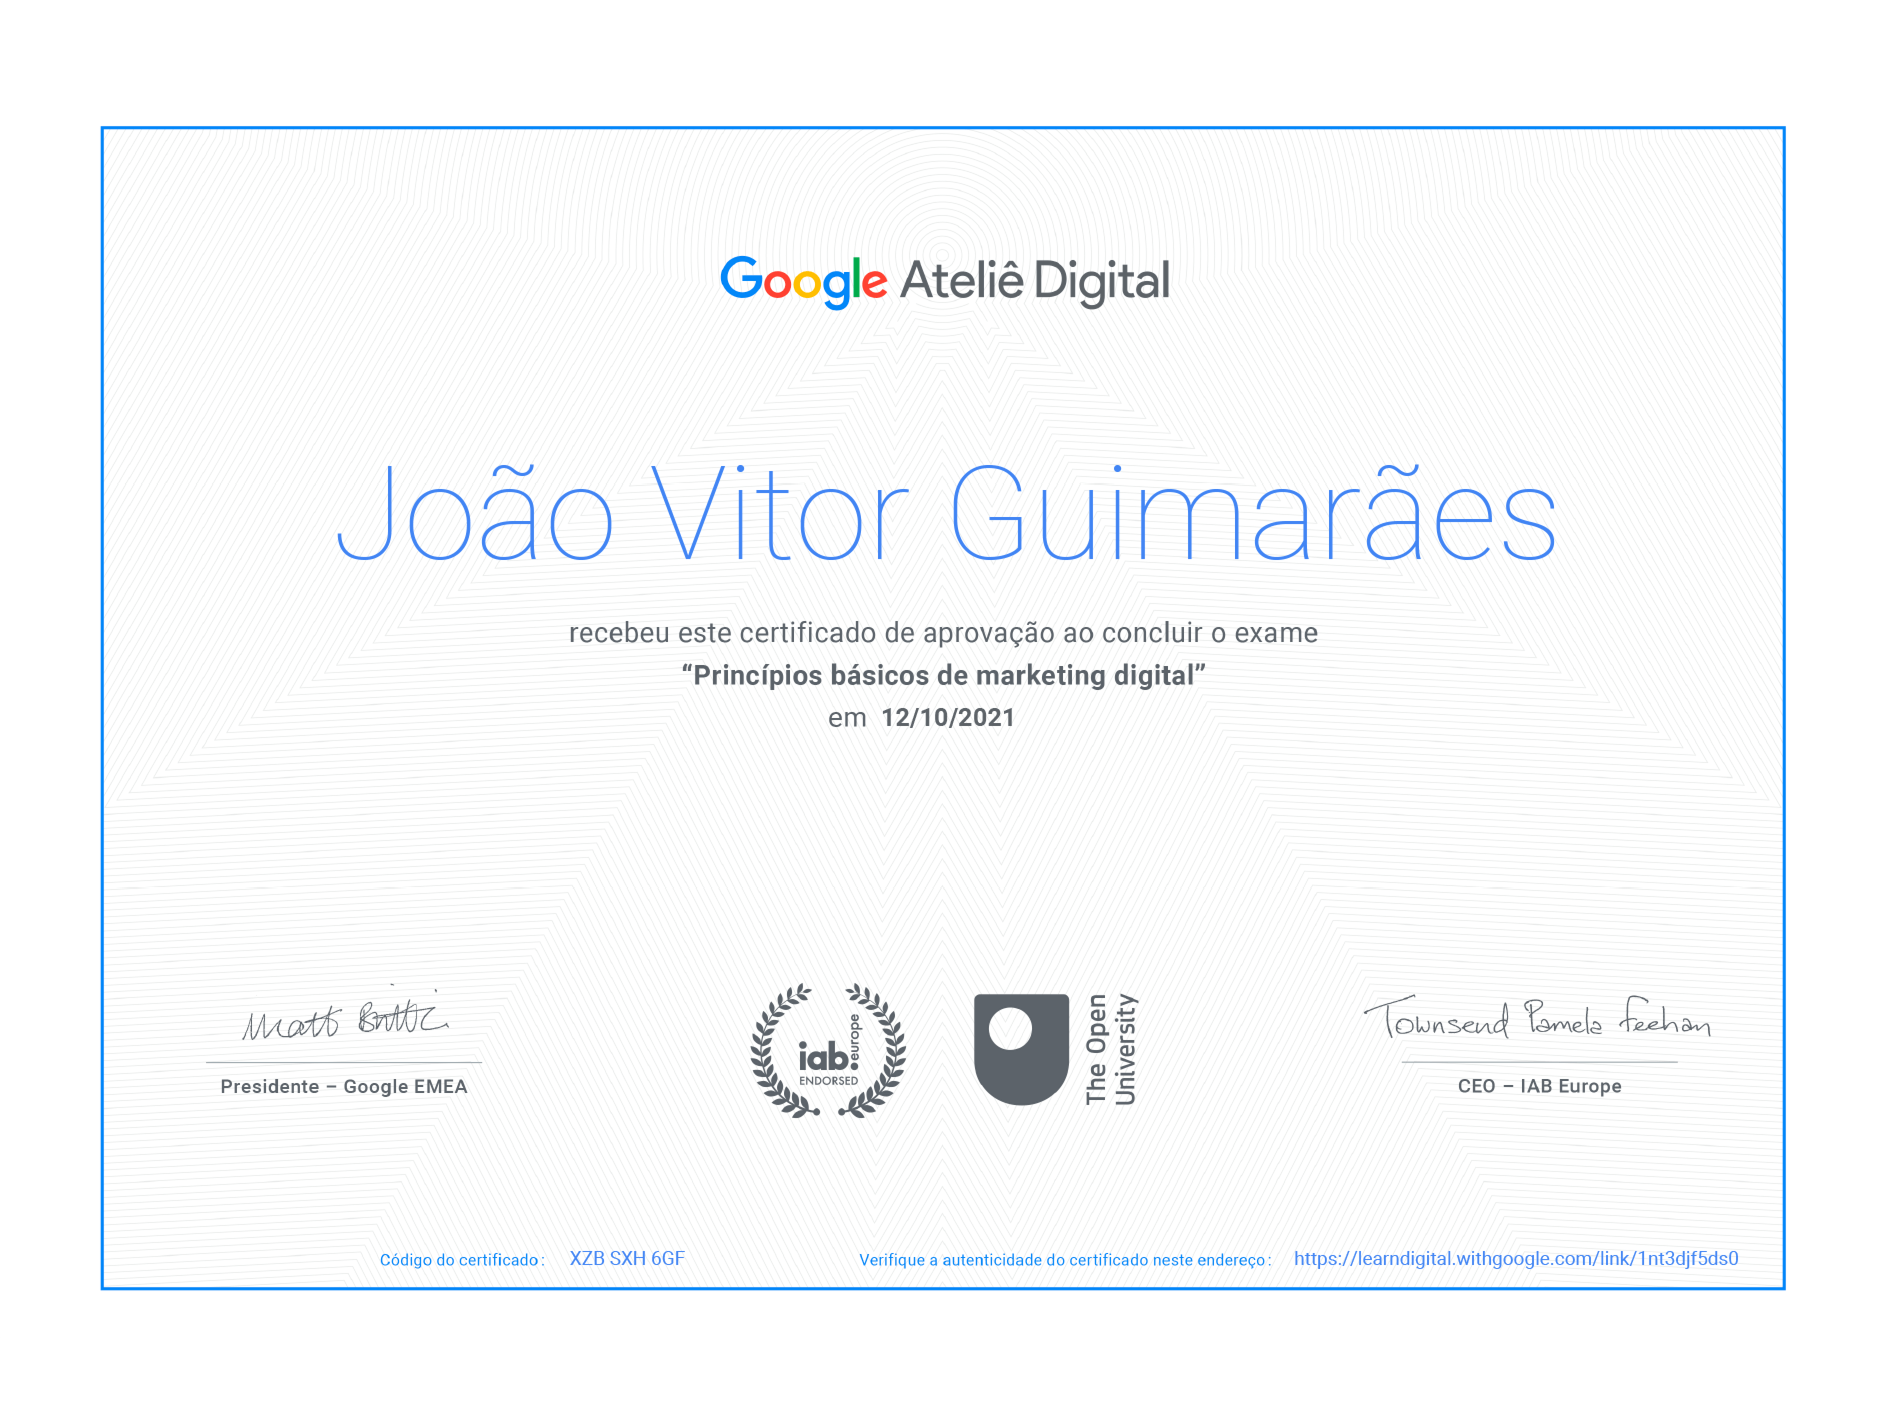 Google Ateliê Digital
João Vitor Guimarães
recebeu este certificado de aprovação ao concluir o exame
“Princípios básicos de marketing digital”
em 12/10/2021
Matt Brittin
Presidente – Google EMEA
iab europe
ENDORSED
The Open
University
Townsend Pamela Feehan
CEO – IAB Europe
Código do certificado: XZB SXH 6GF
Verifique a autenticidade do certificado neste endereço: https://learndigital.withgoogle.com/link/1nt3djf5ds0